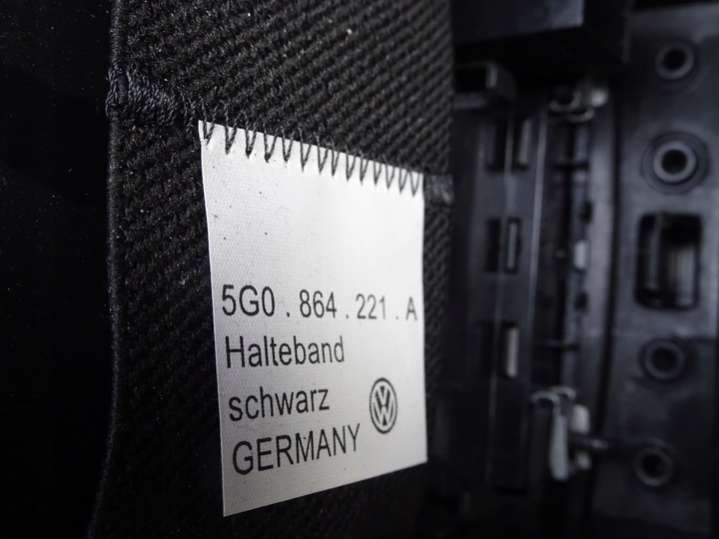 5G0 . 864 . 221 . A
Halteband
schwarz
GERMANY